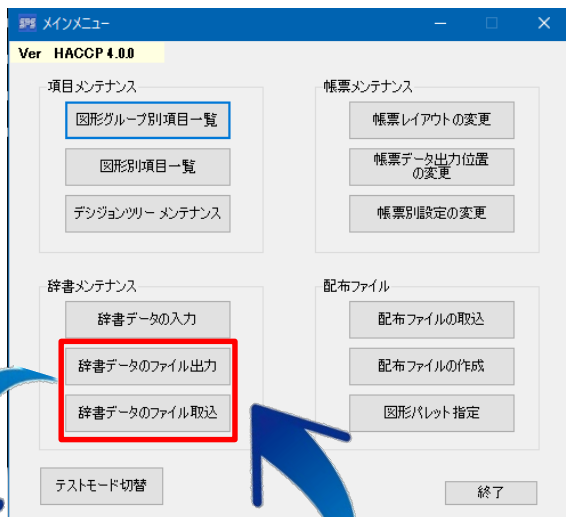 SPS メインメニュー
Ver HACCP 4.0.0
項目メンテナンス
図形グループ別項目一覧
図形別項目一覧
デシジョンツリー メンテナンス
帳票メンテナンス
帳票レイアウトの変更
帳票データ出力位置
の変更
帳票別設定の変更
辞書メンテナンス
辞書データの入力
辞書データのファイル出力
辞書データのファイル取込
配布ファイル
配布ファイルの取込
配布ファイルの作成
図形パレット指定
テストモード切替
終了